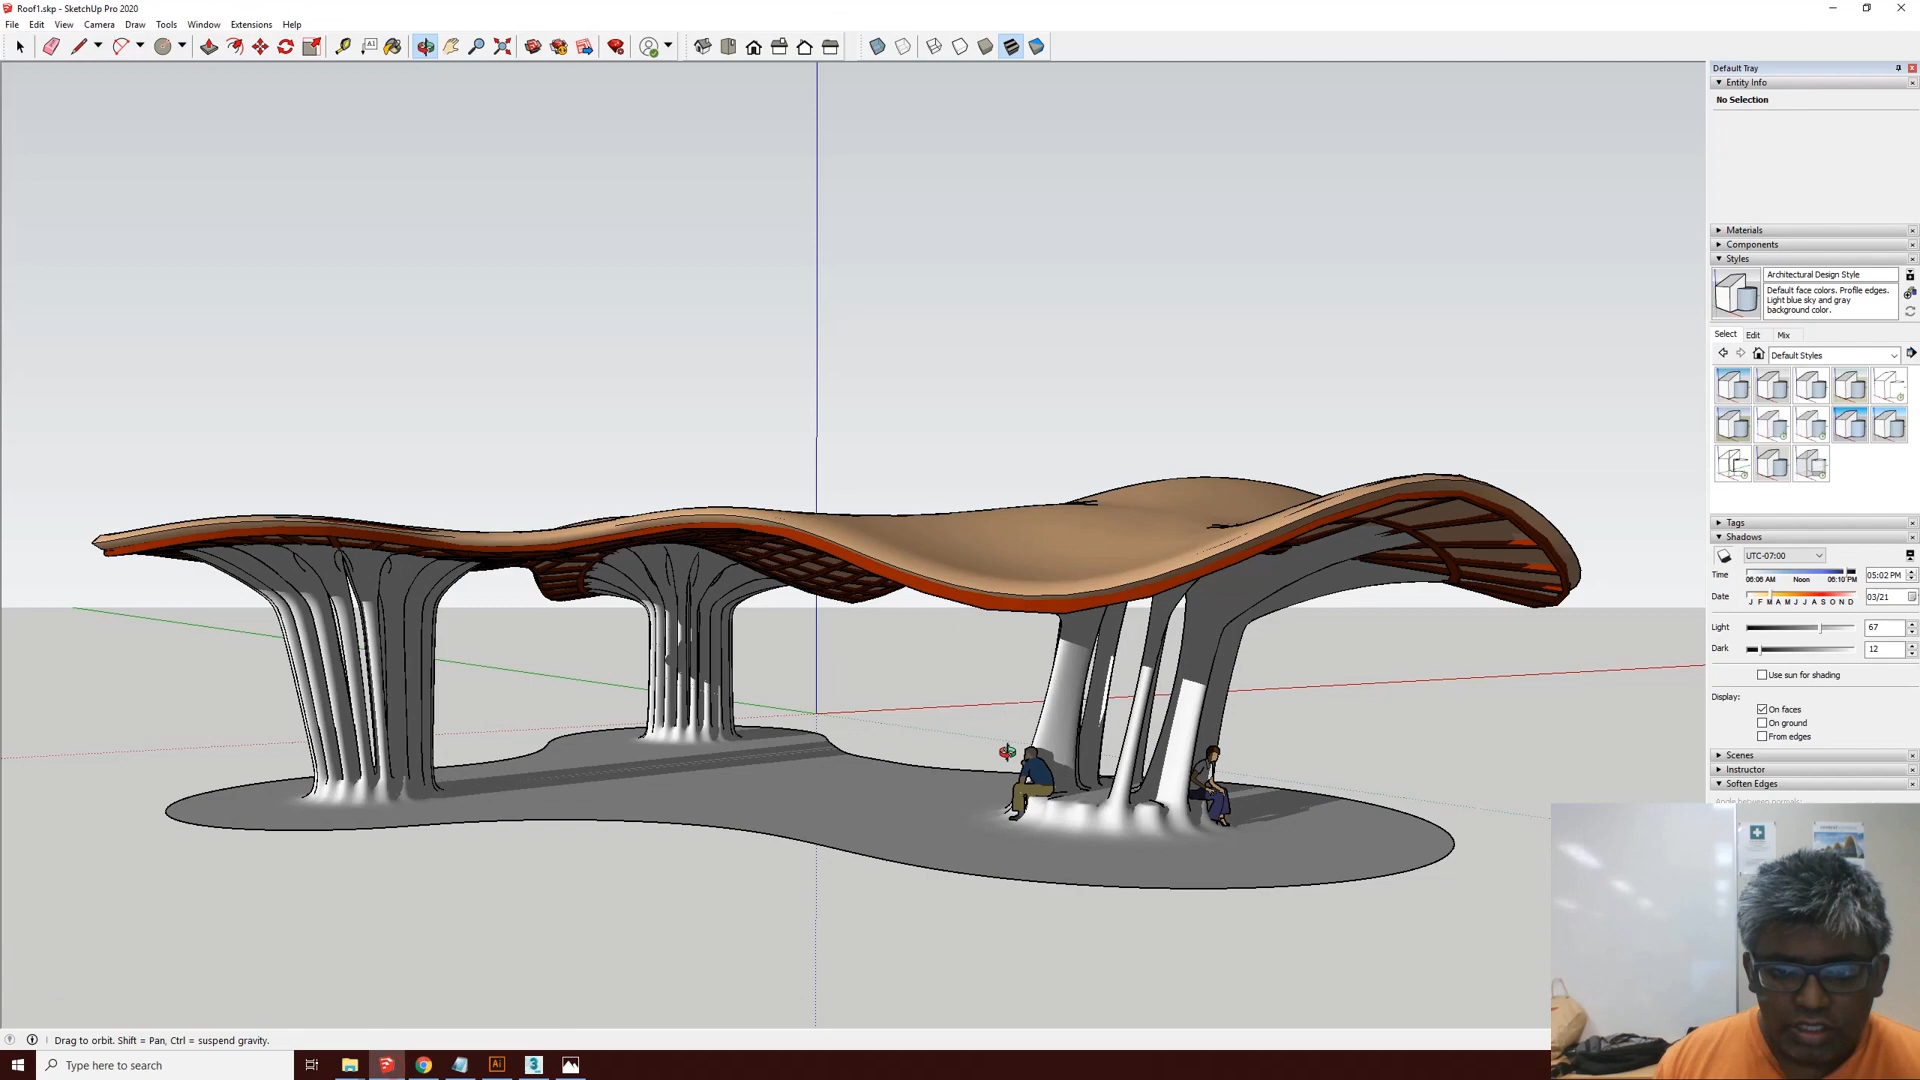 Roof1.skp - SketchUp Pro 2020
File Edit View Camera Draw Tools Window Extensions Help
Default Tray
Entity Info
No Selection
Materials
Components
Styles
Architectural Design Style
Default face colors. Profile edges.
Light blue sky and gray
background color.
Select Edit Mix
Default Styles
Tags
Shadows
UTC-07:00
Time 06:06 AM Noon 06:10 PM 05:02 PM
Date J F M A M J J A S O N D 03/21
Light 67
Dark 12
Use sun for shading
Display:
On faces
On ground
From edges
Scenes
Instructor
Soften Edges
Drag to orbit. Shift = Pan, Ctrl = suspend gravity.
Type here to search